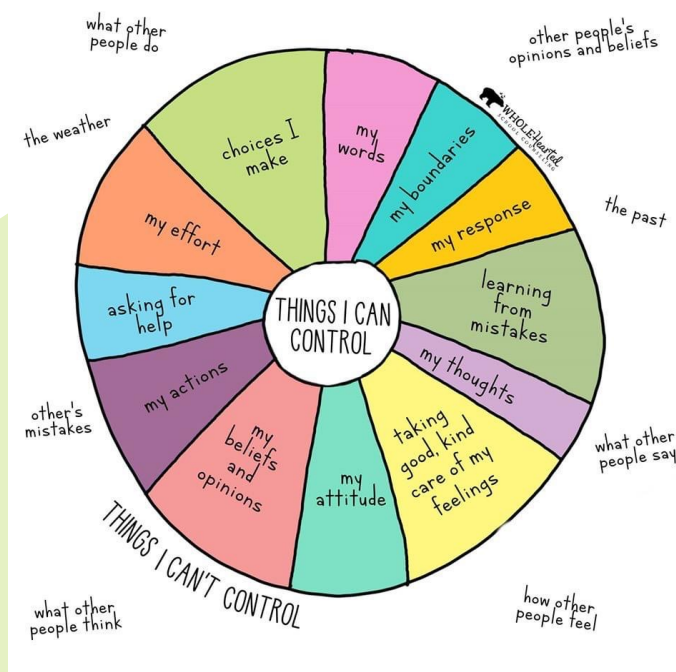 what other
people do
other people's
opinions and beliefs
the weather
WHOLEHearted
SCHOOL COUNSELING
the past
choices I
make
my
words
my boundaries
my response
learning
from
mistakes
my thoughts
taking
good, kind
care of my
feelings
my
attitude
my
beliefs
and
opinions
my actions
asking for
help
my effort
THINGS I CAN
CONTROL
other's
mistakes
what other
people say
THINGS I CAN'T CONTROL
what other
people think
how other
people feel